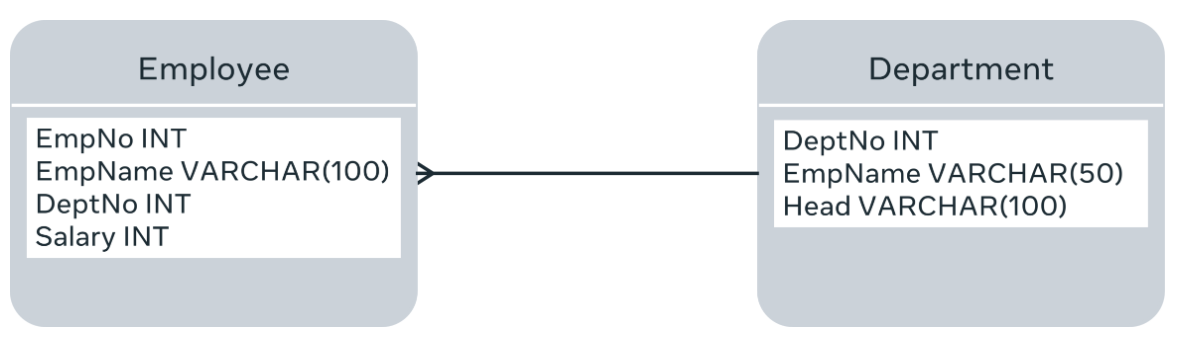 Employee
EmpNo INT
EmpName VARCHAR(100)
DeptNo INT
Salary INT
Department
DeptNo INT
EmpName VARCHAR(50)
Head VARCHAR(100)